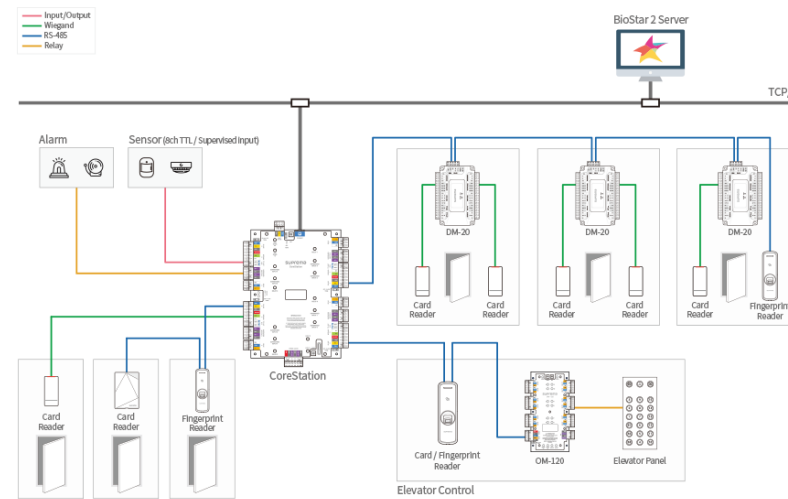 Input/Output
Wiegand
RS-485
Relay
BioStar 2 Server
TCP
Alarm
Sensor (8ch TTL / Supervised Input)
DM-20
DM-20
DM-20
suprema
Card
Reader
Card
Reader
Card
Reader
Card
Reader
Card
Reader
Fingerprint
Reader
CoreStation
Card
Reader
Card
Reader
Fingerprint
Reader
Card / Fingerprint
Reader
OM-120
Elevator Panel
Elevator Control